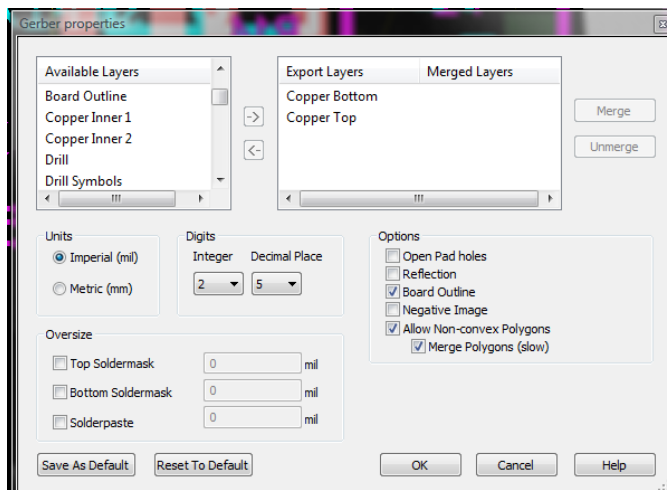 Gerber properties
Available Layers
Board Outline
Copper Inner 1
Copper Inner 2
Drill
Drill Symbols
->
<-
Export Layers Merged Layers
Copper Bottom
Copper Top
Merge
Unmerge
Units
Imperial (mil)
Metric (mm)
Digits
Integer Decimal Place
2 5
Options
Open Pad holes
Reflection
Board Outline
Negative Image
Allow Non-convex Polygons
Merge Polygons (slow)
Oversize
Top Soldermask 0 mil
Bottom Soldermask 0 mil
Solderpaste 0 mil
Save As Default Reset To Default OK Cancel Help